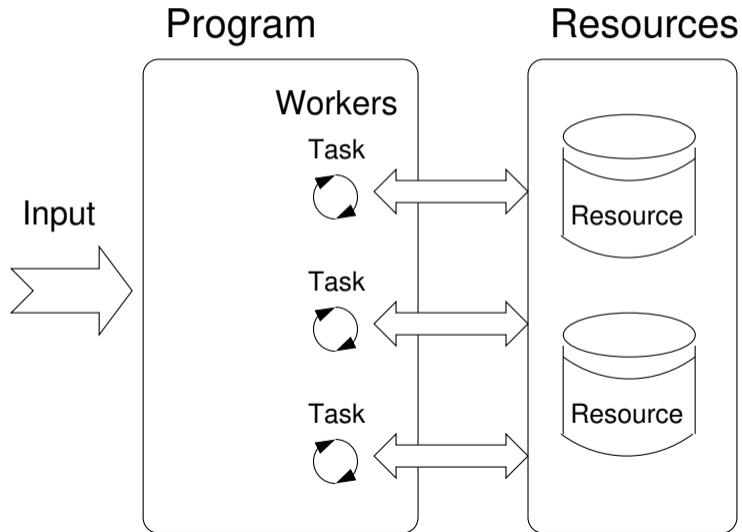 Program
Resources
Workers
Task
Input
Resource
Task
Task
Resource